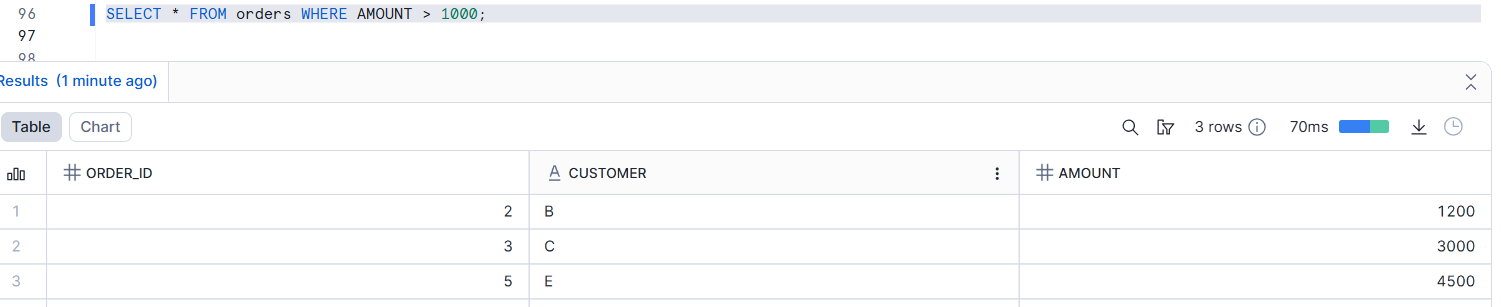 96 SELECT * FROM orders WHERE AMOUNT > 1000;
97
98
Results (1 minute ago)
Table Chart 3 rows 70ms
ORDER_ID CUSTOMER AMOUNT
1 2 B 1200
2 3 C 3000
3 5 E 4500